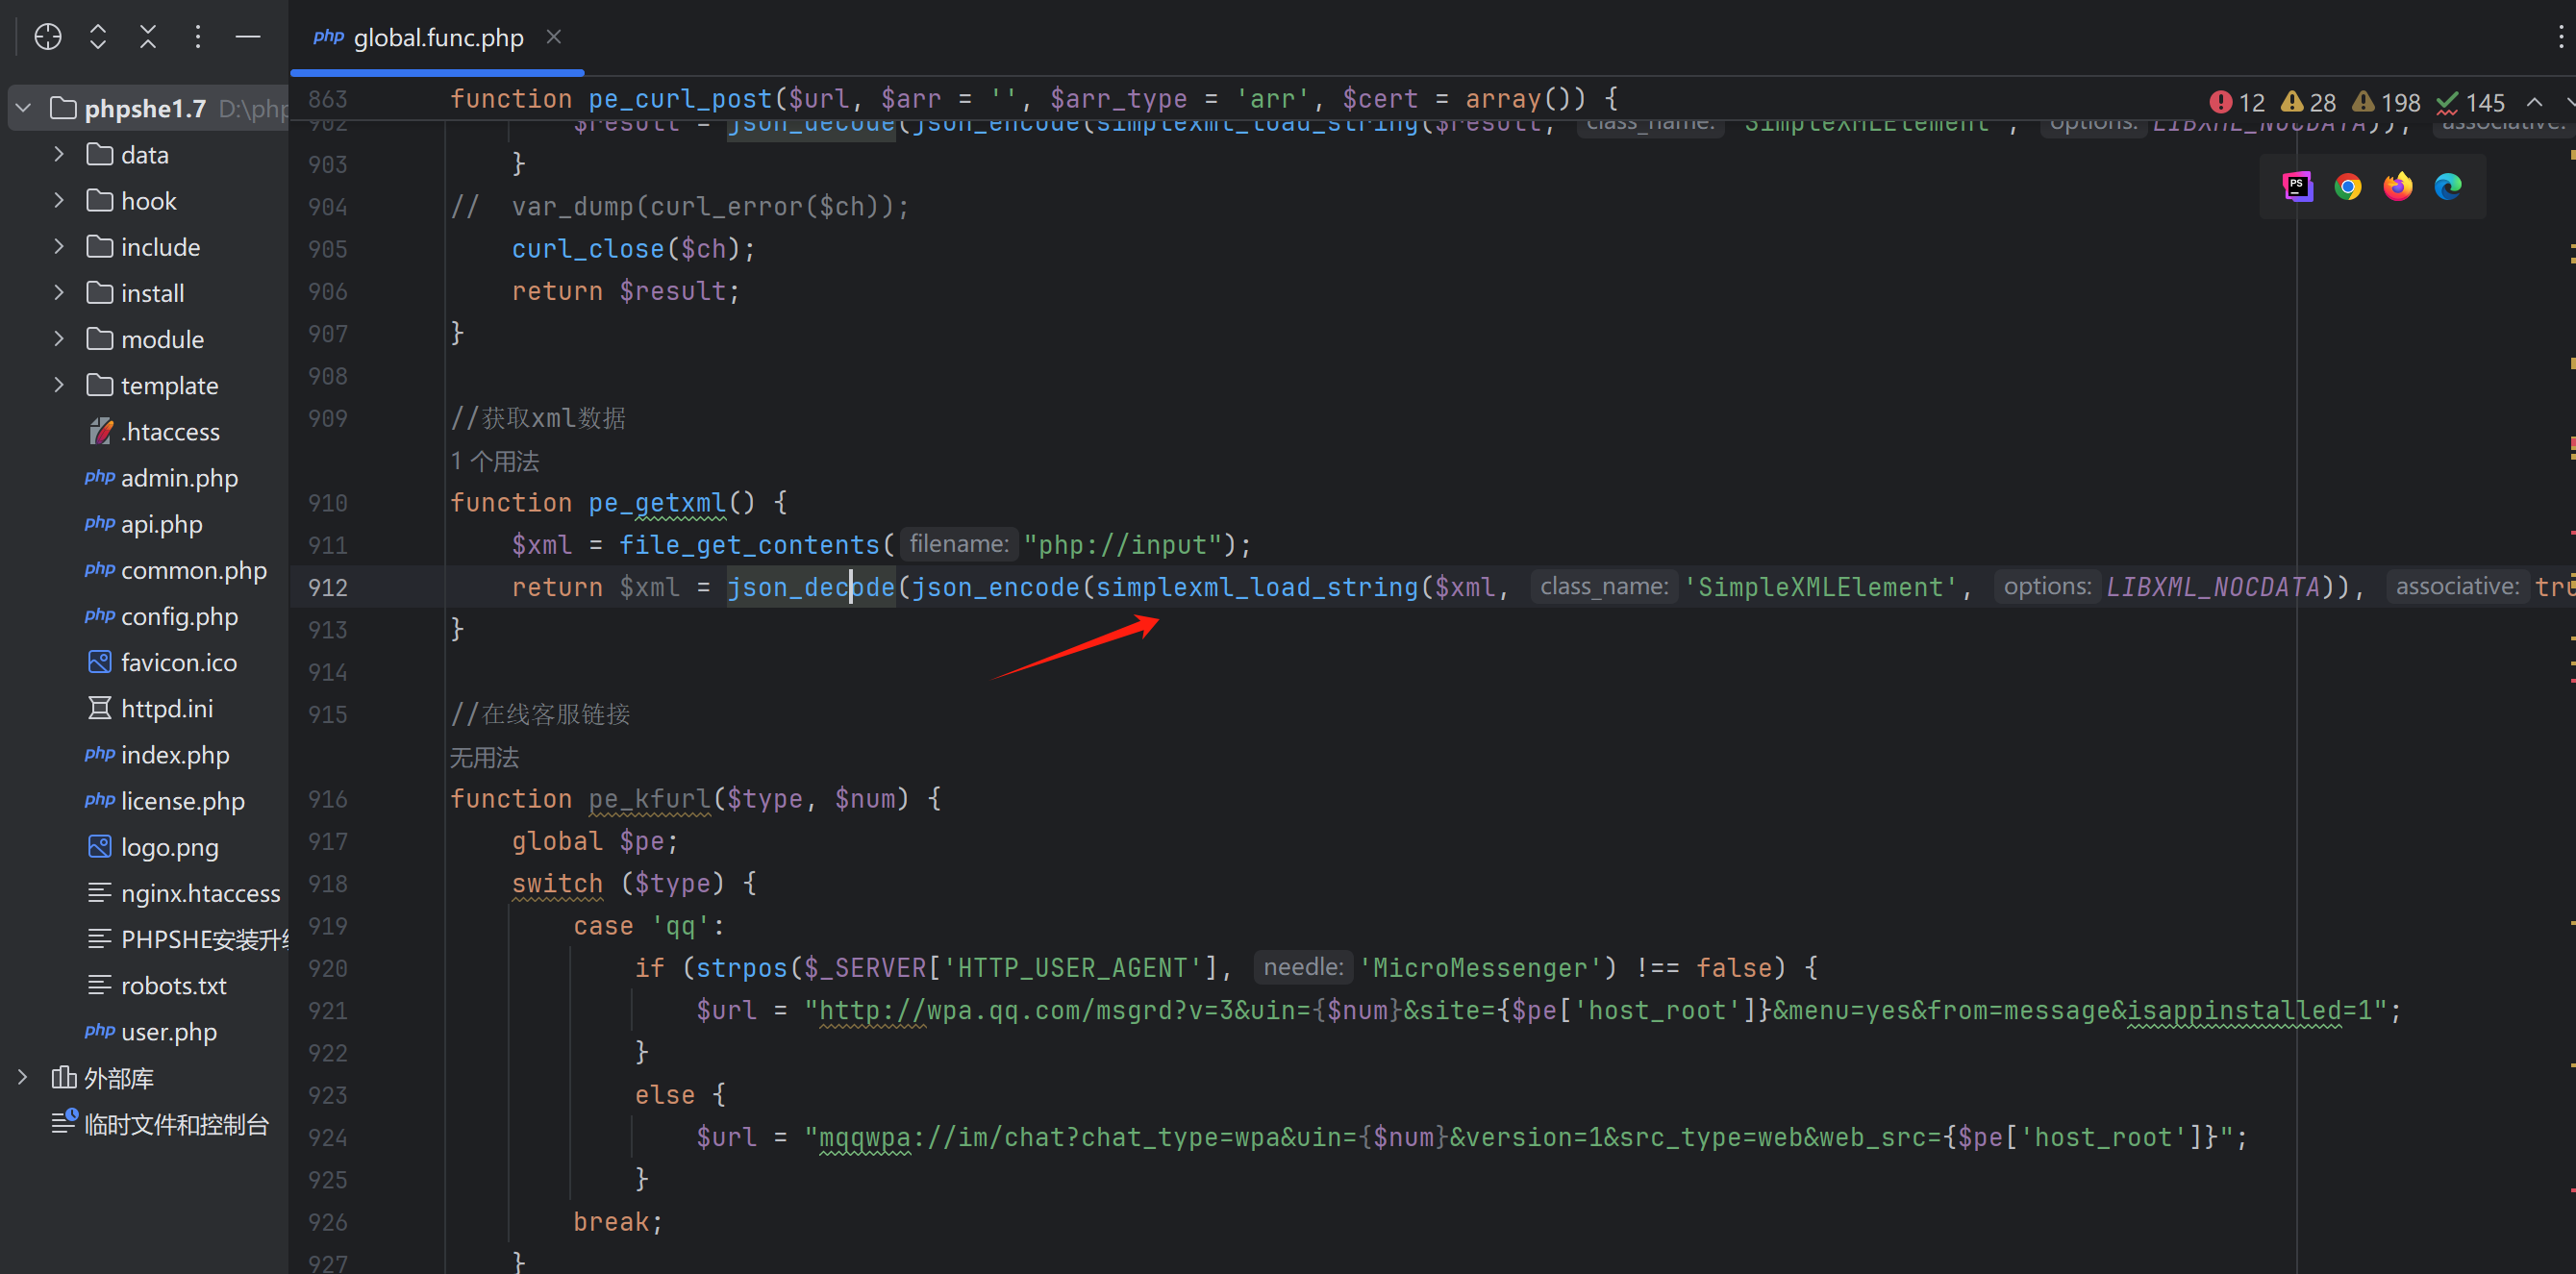 php global.func.php
phpshe1.7 D:\php
data
hook
include
install
module
template
.htaccess
php admin.php
php api.php
php common.php
php config.php
favicon.ico
httpd.ini
php index.php
php license.php
logo.png
nginx.htaccess
PHPSHE安装升级
robots.txt
php user.php
外部库
临时文件和控制台
863 function pe_curl_post($url, $arr = '', $arr_type = 'arr', $cert = array()) {
12 28 198 145
902 $result = json_decode(json_encode(simplexml_load_string($result, class_name: 'SimpleXMLElement', options: LIBXML_NOCDATA)), associative:
903 }
PS
904 // var_dump(curl_error($ch));
905 curl_close($ch);
906 return $result;
907 }
908
909 //获取xml数据
1 个用法
910 function pe_getxml() {
911 $xml = file_get_contents( filename: "php://input");
912 return $xml = json_decode(json_encode(simplexml_load_string($xml, class_name: 'SimpleXMLElement', options: LIBXML_NOCDATA)), associative: tru
913 }
914
915 //在线客服链接
无用法
916 function pe_kfurl($type, $num) {
917 global $pe;
918 switch ($type) {
919 case 'qq':
920 if (strpos($_SERVER['HTTP_USER_AGENT'], needle: 'MicroMessenger') !== false) {
921 $url = "http://wpa.qq.com/msgrd?v=3&uin={$num}&site={$pe['host_root']}&menu=yes&from=message&isappinstalled=1";
922 }
923 else {
924 $url = "mqqwpa://im/chat?chat_type=wpa&uin={$num}&version=1&src_type=web&web_src={$pe['host_root']}";
925 }
926 break;
927 }